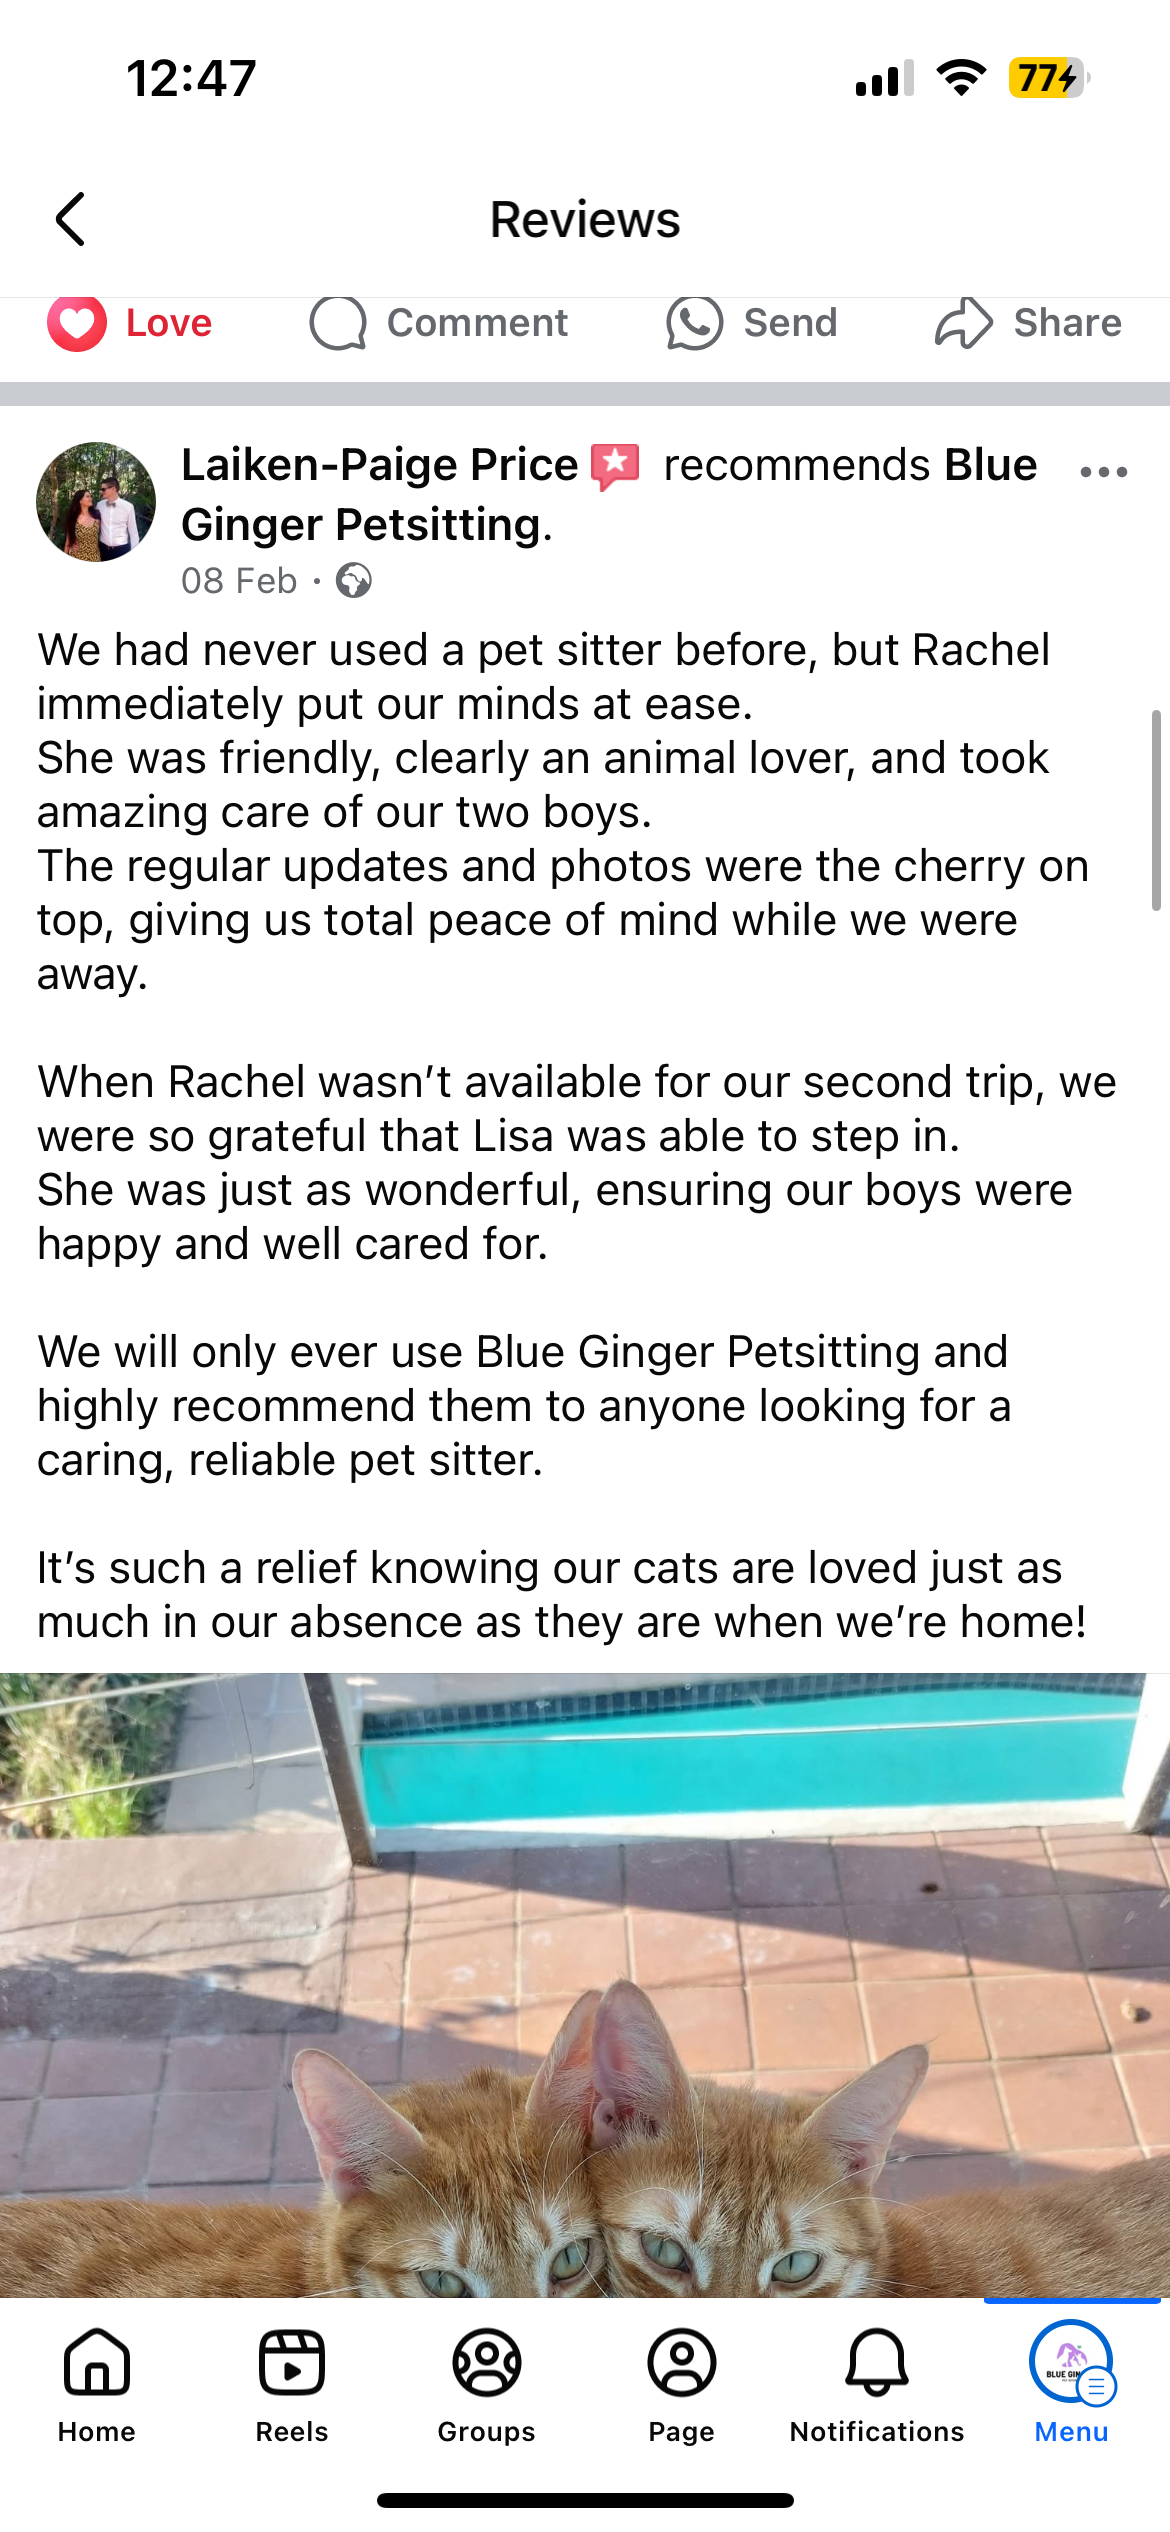 12:47
77
Reviews
Love Comment Send Share
Laiken-Paige Price recommends Blue
Ginger Petsitting.
08 Feb ·
We had never used a pet sitter before, but Rachel
immediately put our minds at ease.
She was friendly, clearly an animal lover, and took
amazing care of our two boys.
The regular updates and photos were the cherry on
top, giving us total peace of mind while we were
away.
When Rachel wasn’t available for our second trip, we
were so grateful that Lisa was able to step in.
She was just as wonderful, ensuring our boys were
happy and well cared for.
We will only ever use Blue Ginger Petsitting and
highly recommend them to anyone looking for a
caring, reliable pet sitter.
It’s such a relief knowing our cats are loved just as
much in our absence as they are when we’re home!
BLUE GIN
Home Reels Groups Page Notifications Menu